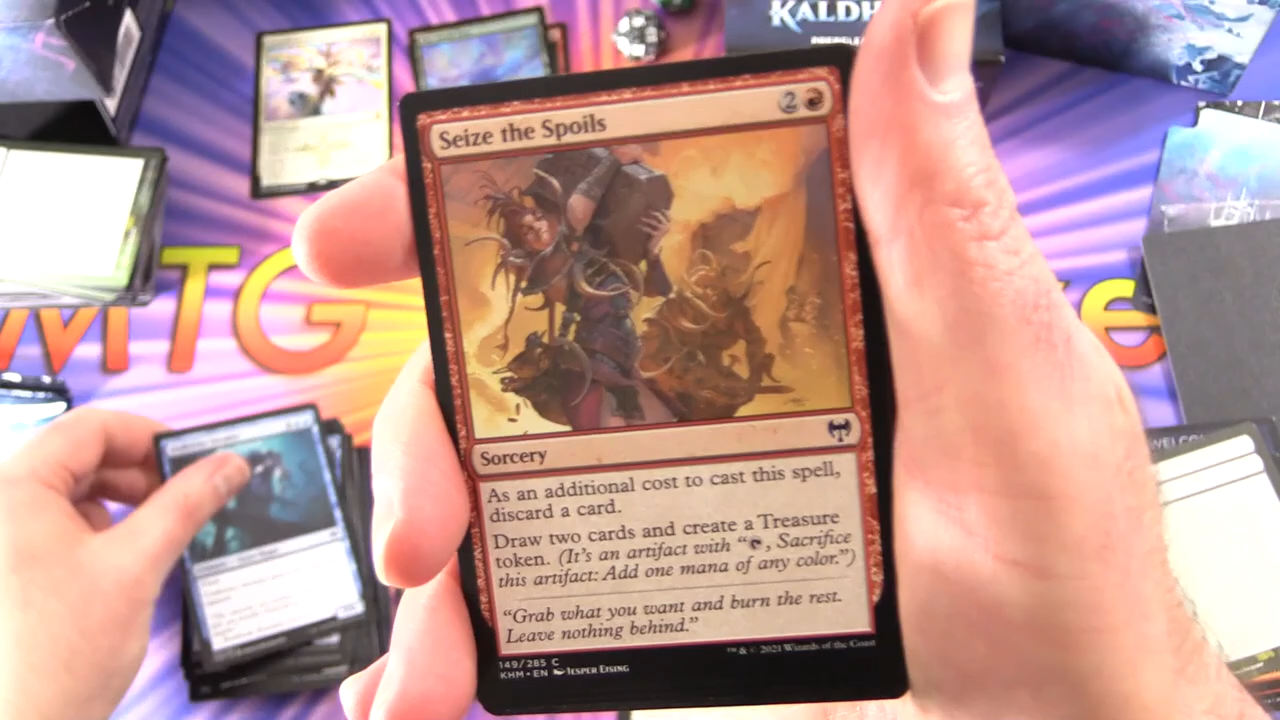 KALDH
MTG
e
Seize the Spoils
2
Sorcery
As an additional cost to cast this spell,
discard a card.
Draw two cards and create a Treasure
token. (It's an artifact with “, Sacrifice
this artifact: Add one mana of any color.”)
“Grab what you want and burn the rest.
Leave nothing behind.”
149/285 C
KHM • EN Jesper Ejsing
™ & © 2021 Wizards of the Coast